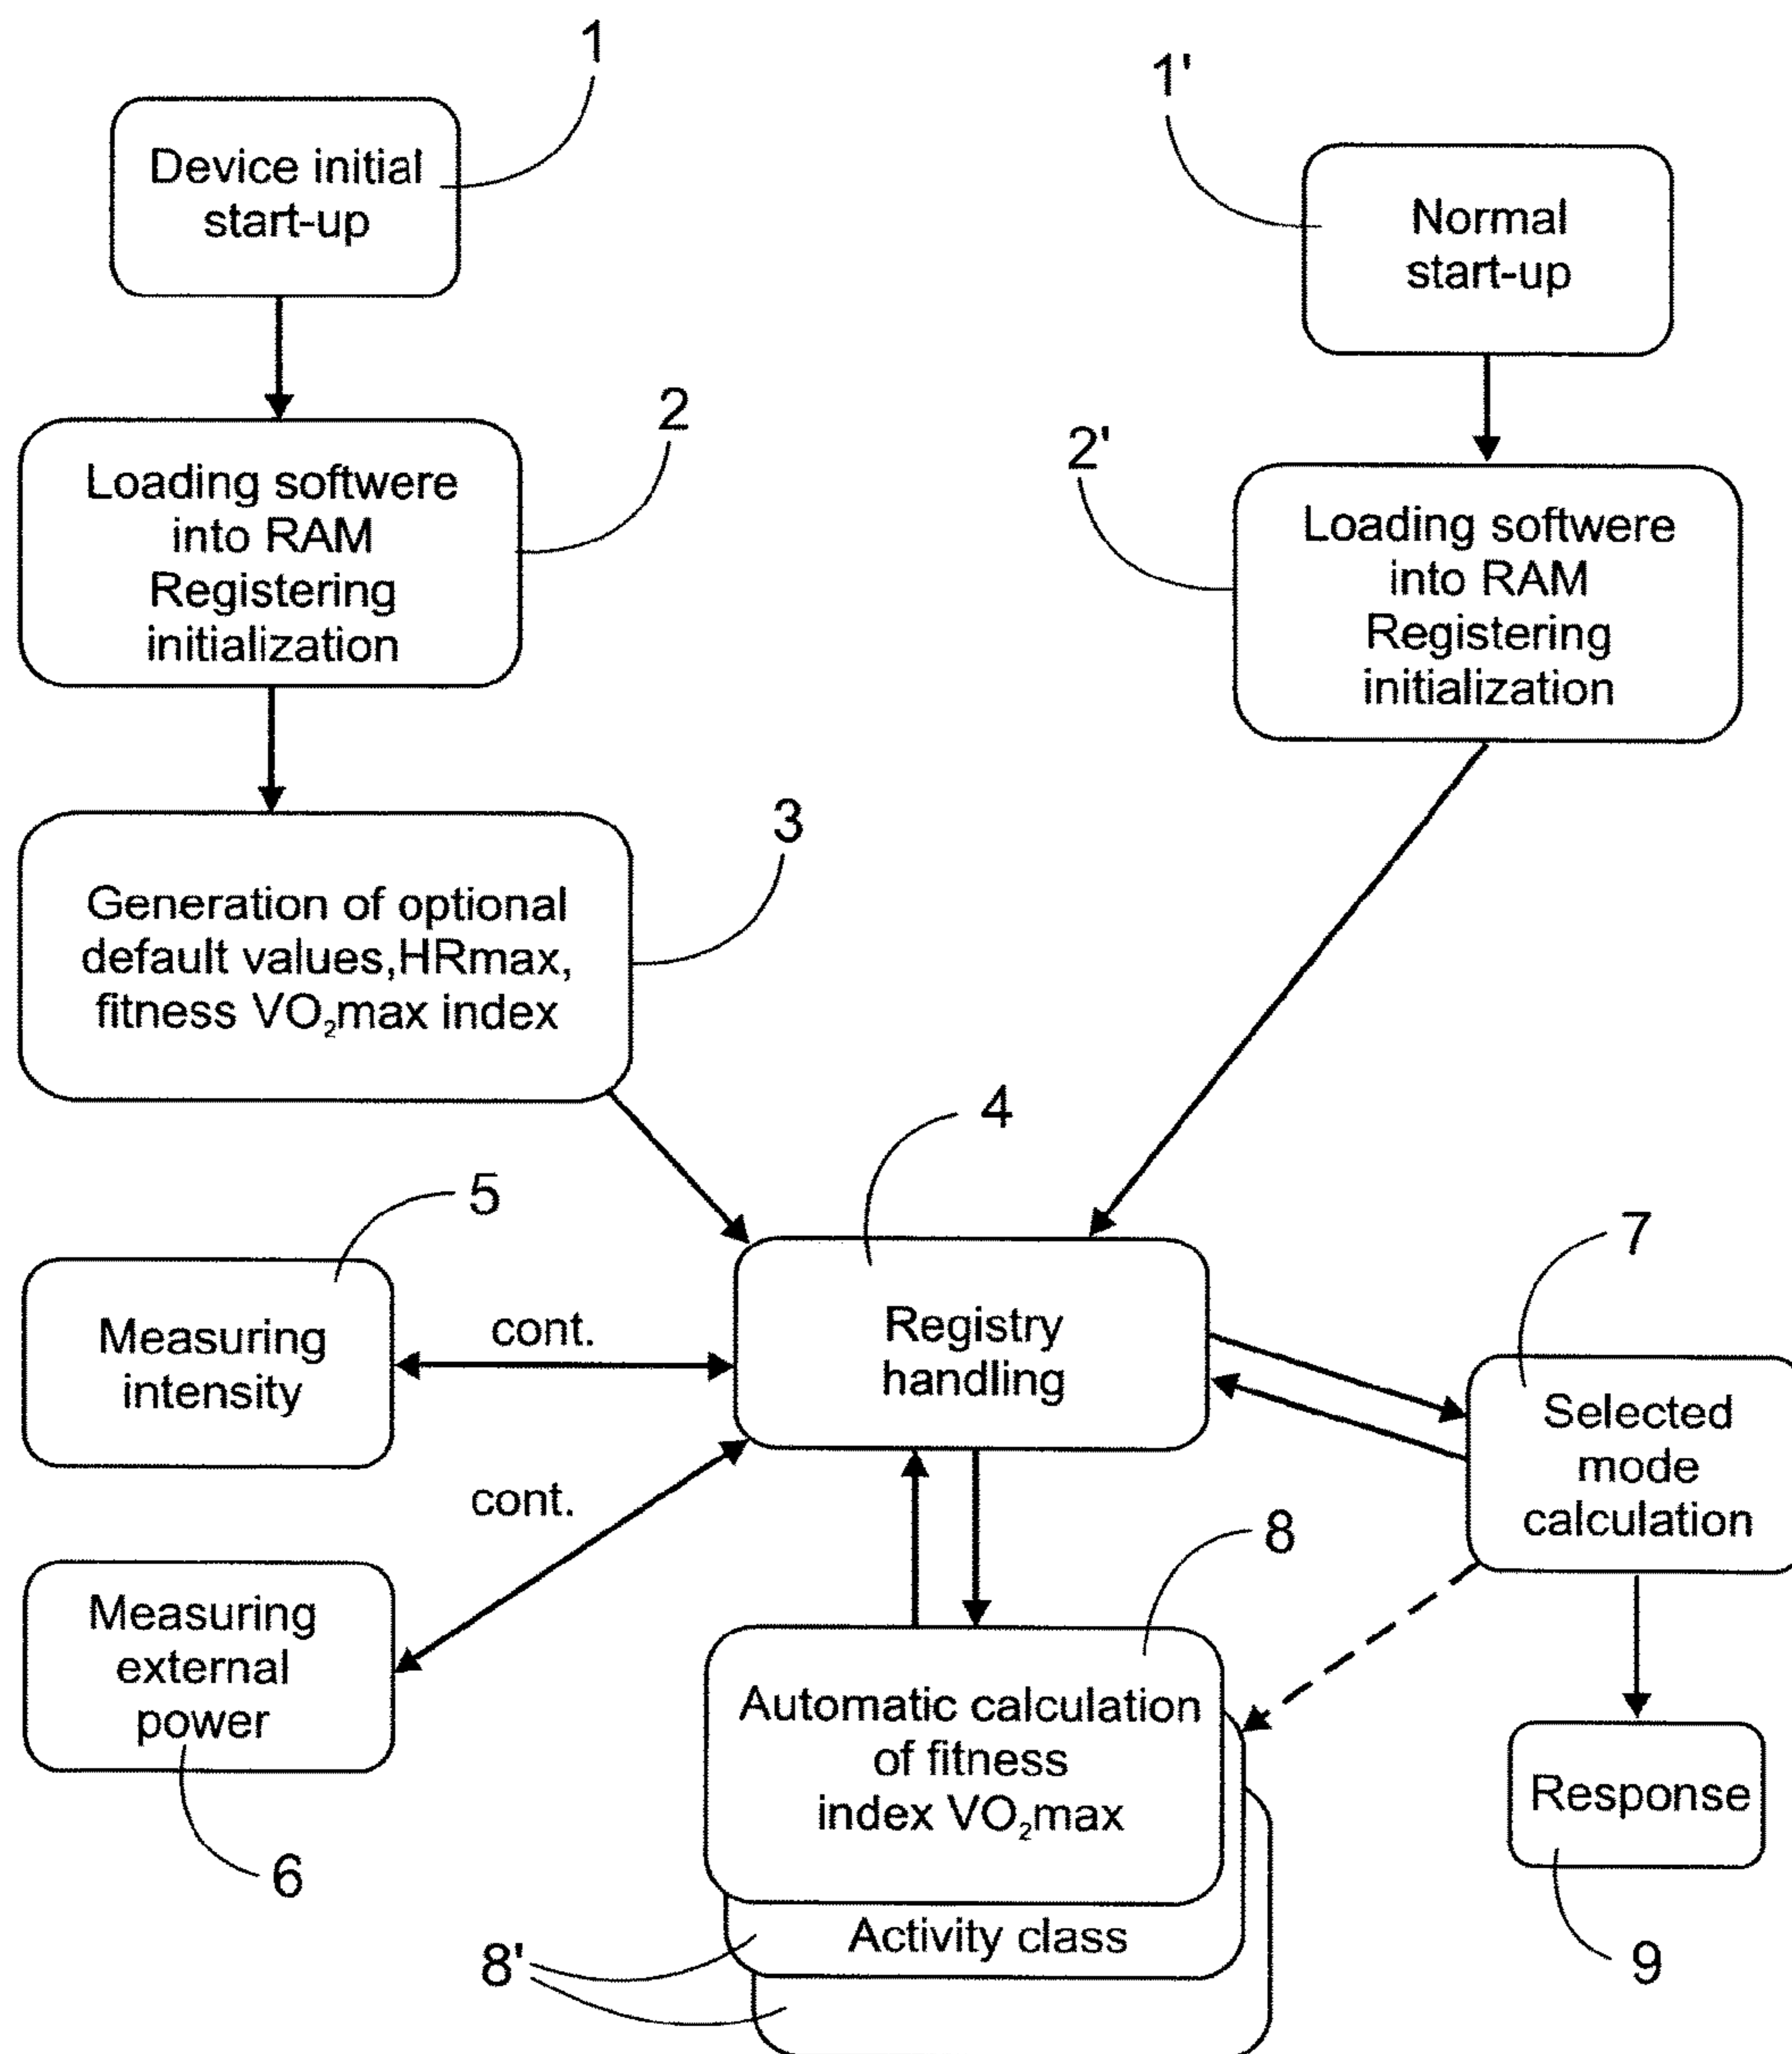 1
1'
Device initial
start-up
Normal
start-up
2
2'
Loading softwere
into RAM
Registering
initialization
Loading softwere
into RAM
Registering
initialization
3
Generation of optional
default values,HRmax,
fitness VO₂max index
4
5
7
Measuring
intensity
cont.
Registry
handling
Selected
mode
calculation
cont.
8
Measuring
external
power
6
Automatic calculation
of fitness
index VO₂max
Response
9
Activity class
8'